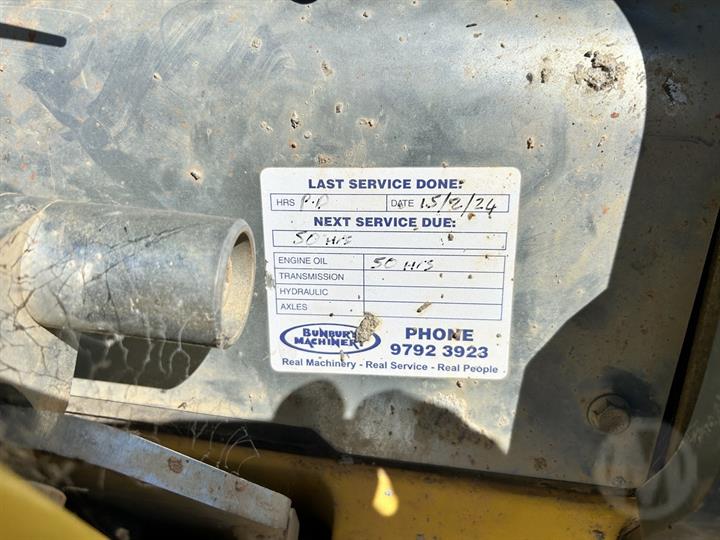 LAST SERVICE DONE:
HRS P.D DATE 15/2/24
NEXT SERVICE DUE:
50 Hrs
ENGINE OIL 50 Hrs
TRANSMISSION
HYDRAULIC
AXLES
BUNBURY MACHINERY PHONE
9792 3923
Real Machinery - Real Service - Real People